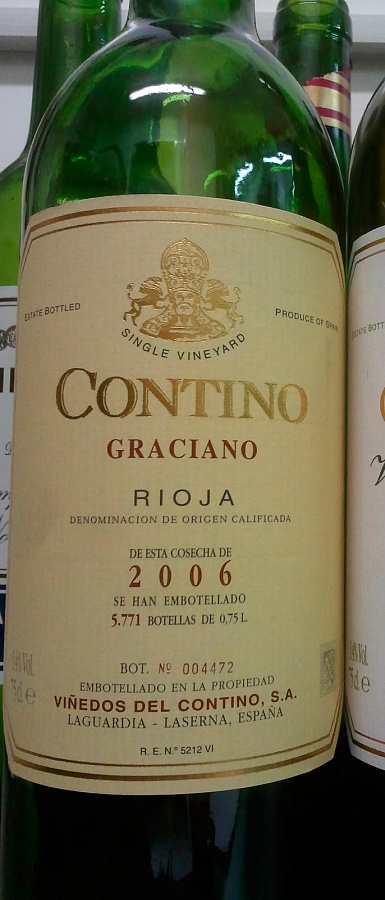 ESTATE BOTTLED
PRODUCE OF SPAIN
SINGLE VINEYARD
CONTINO
GRACIANO
RIOJA
DENOMINACION DE ORIGEN CALIFICADA
DE ESTA COSECHA DE
2006
SE HAN EMBOTELLADO
5.771 BOTELLAS DE 0,75 L.
BOT. Nº 004472
EMBOTELLADO EN LA PROPIEDAD
VIÑEDOS DEL CONTINO, S.A.
LAGUARDIA - LASERNA, ESPAÑA
R. E. N.º 5212 VI
ESTATE BOTTLED